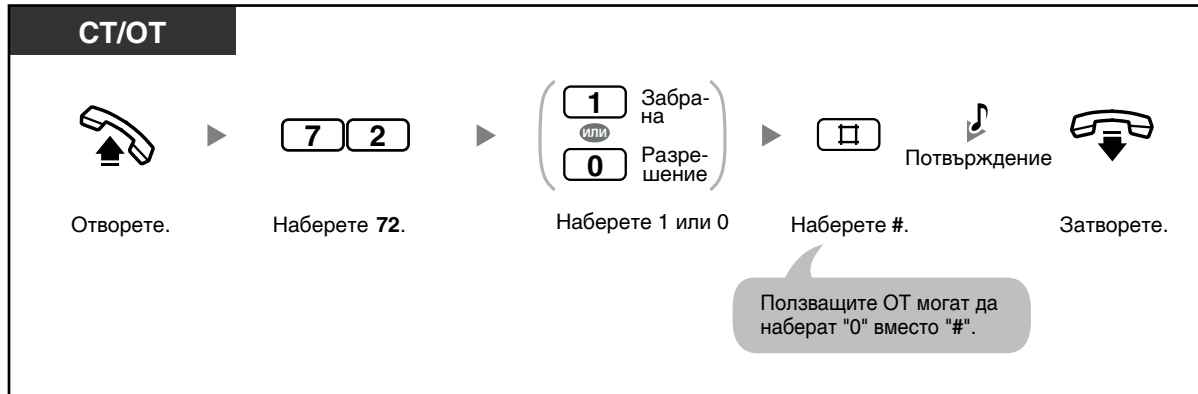 СТ/ОТ
7 2
1 Забра-
на
или
0 Разре-
шение
Потвърждение
Отворете.
Наберете 72.
Наберете 1 или 0
Наберете #.
Затворете.
Ползващите ОТ могат да
наберат "0" вместо "#".